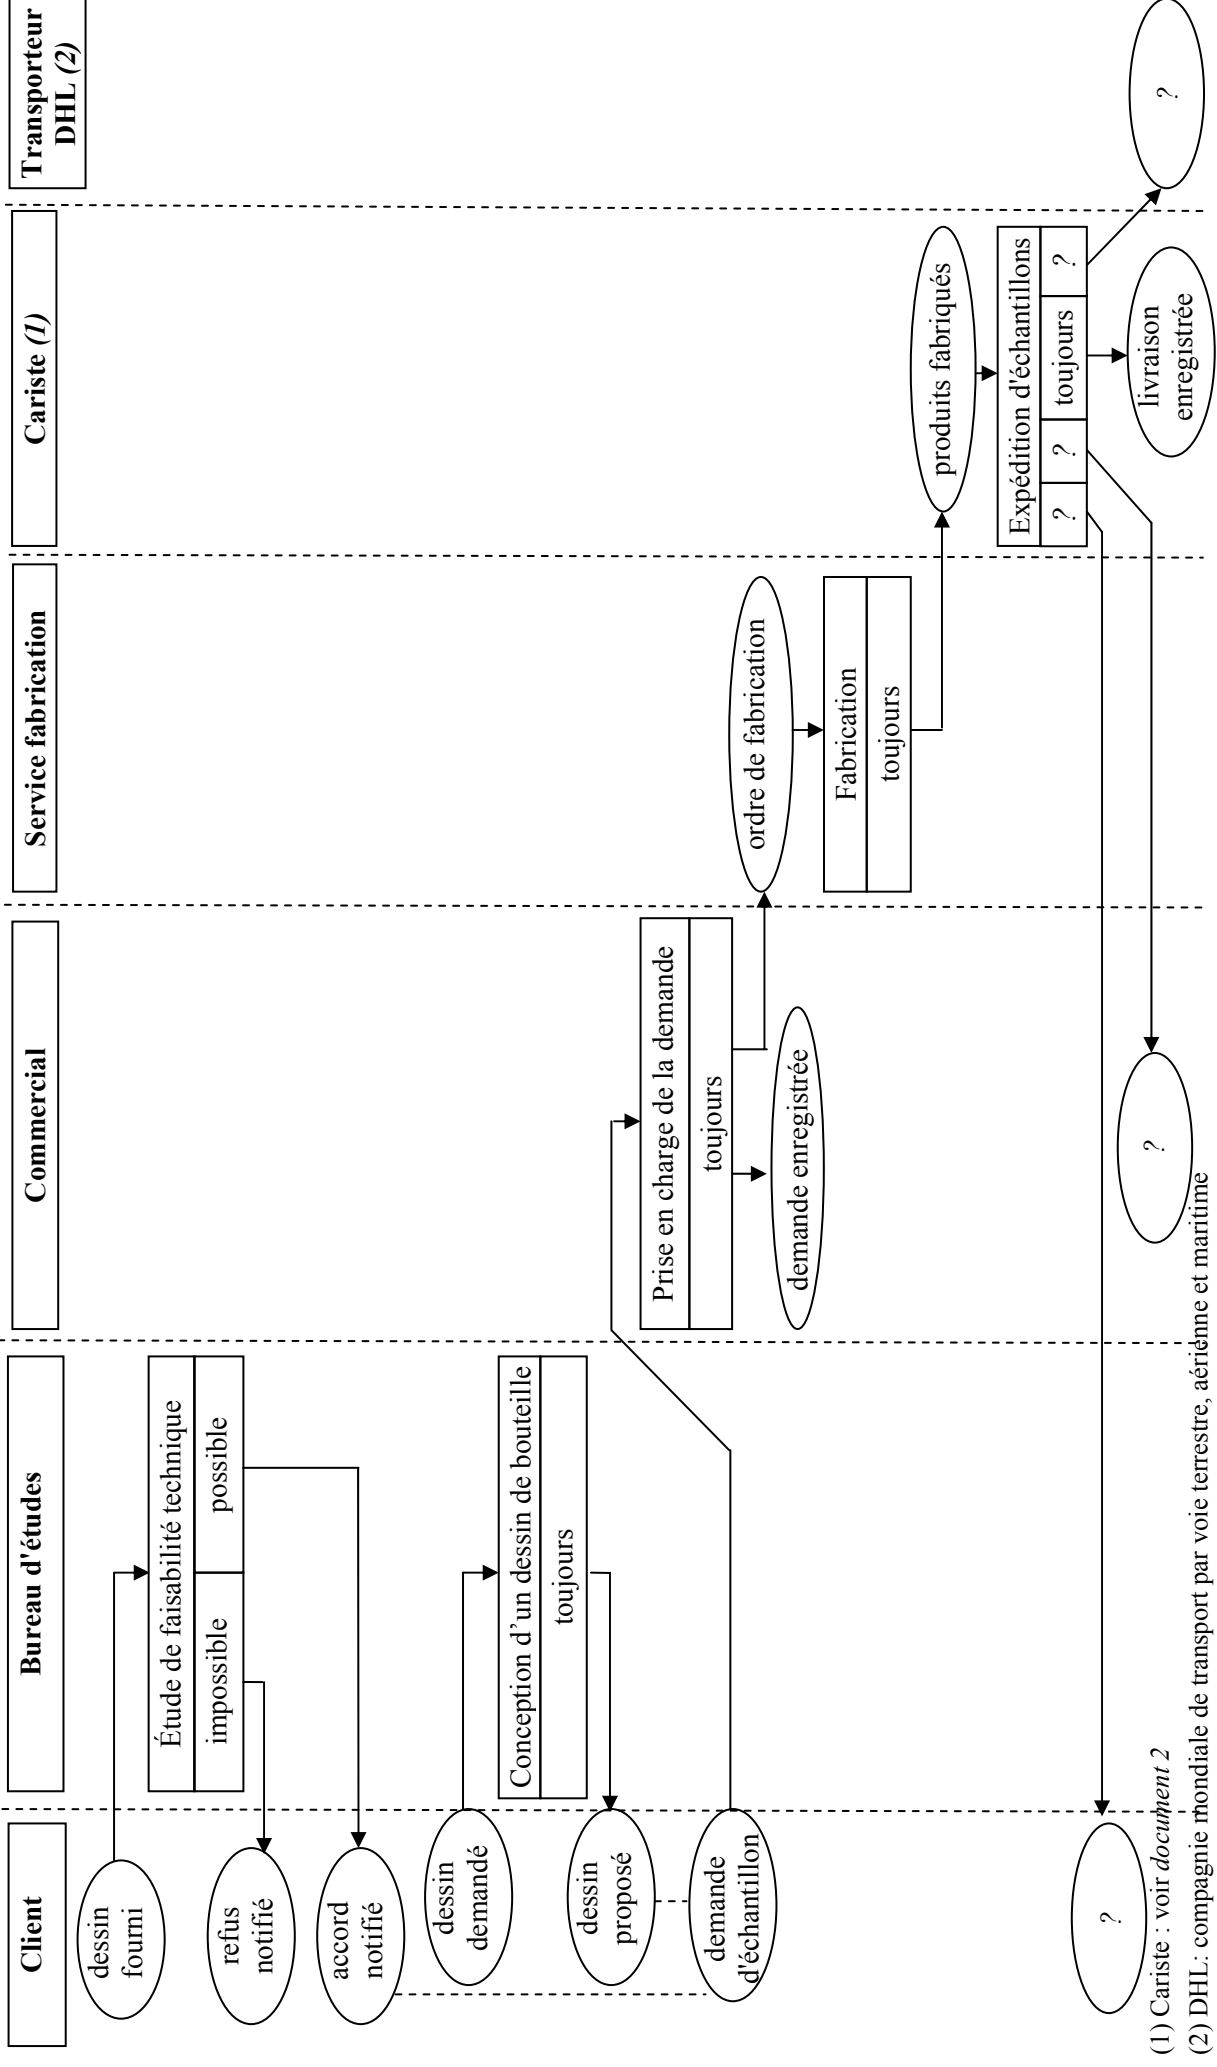 Client
Bureau d'études
Commercial
Service fabrication
Cariste (1)
Transporteur
DHL (2)
dessin
fourni
Étude de faisabilité technique
impossible
possible
refus
notifié
accord
notifié
dessin
demandé
Conception d'un dessin de bouteille
toujours
dessin
proposé
demande
d'échantillon
Prise en charge de la demande
toujours
demande enregistrée
ordre de fabrication
Fabrication
toujours
produits fabriqués
Expédition d'échantillons
?
?
toujours
?
?
?
livraison
enregistrée
?
(1) Cariste : voir document 2
(2) DHL: compagnie mondiale de transport par voie terrestre, aérienne et maritime